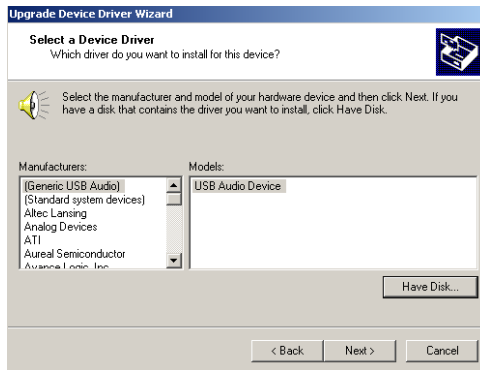 Upgrade Device Driver Wizard
Select a Device Driver
Which driver do you want to install for this device?
Select the manufacturer and model of your hardware device and then click Next. If you
have a disk that contains the driver you want to install, click Have Disk.
Manufacturers:
(Generic USB Audio)
(Standard system devices)
Altec Lansing
Analog Devices
ATI
Aureal Semiconductor
Avance Logic, Inc.
Models:
USB Audio Device
Have Disk...
< Back
Next >
Cancel